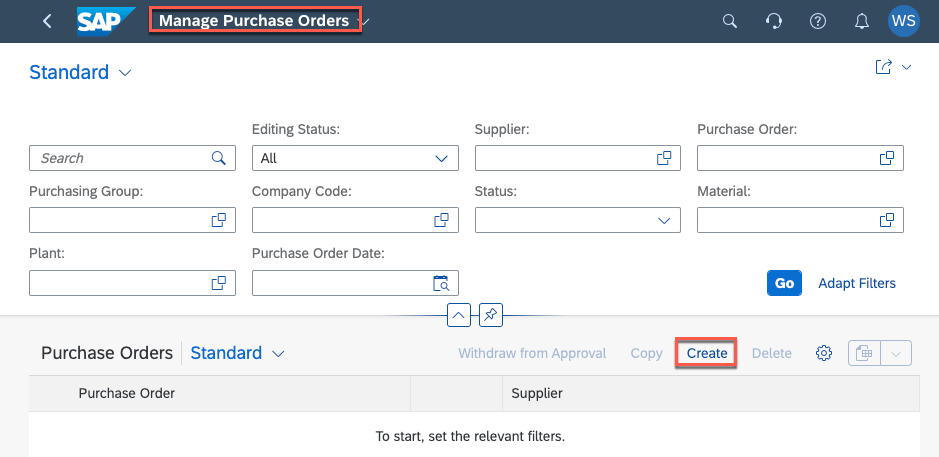 SAP Manage Purchase Orders WS
Standard
Editing Status: Supplier: Purchase Order:
Search All
Purchasing Group: Company Code: Status: Material:
Plant: Purchase Order Date:
Go Adapt Filters
Purchase Orders Standard Withdraw from Approval Copy Create Delete
Purchase Order Supplier
To start, set the relevant filters.